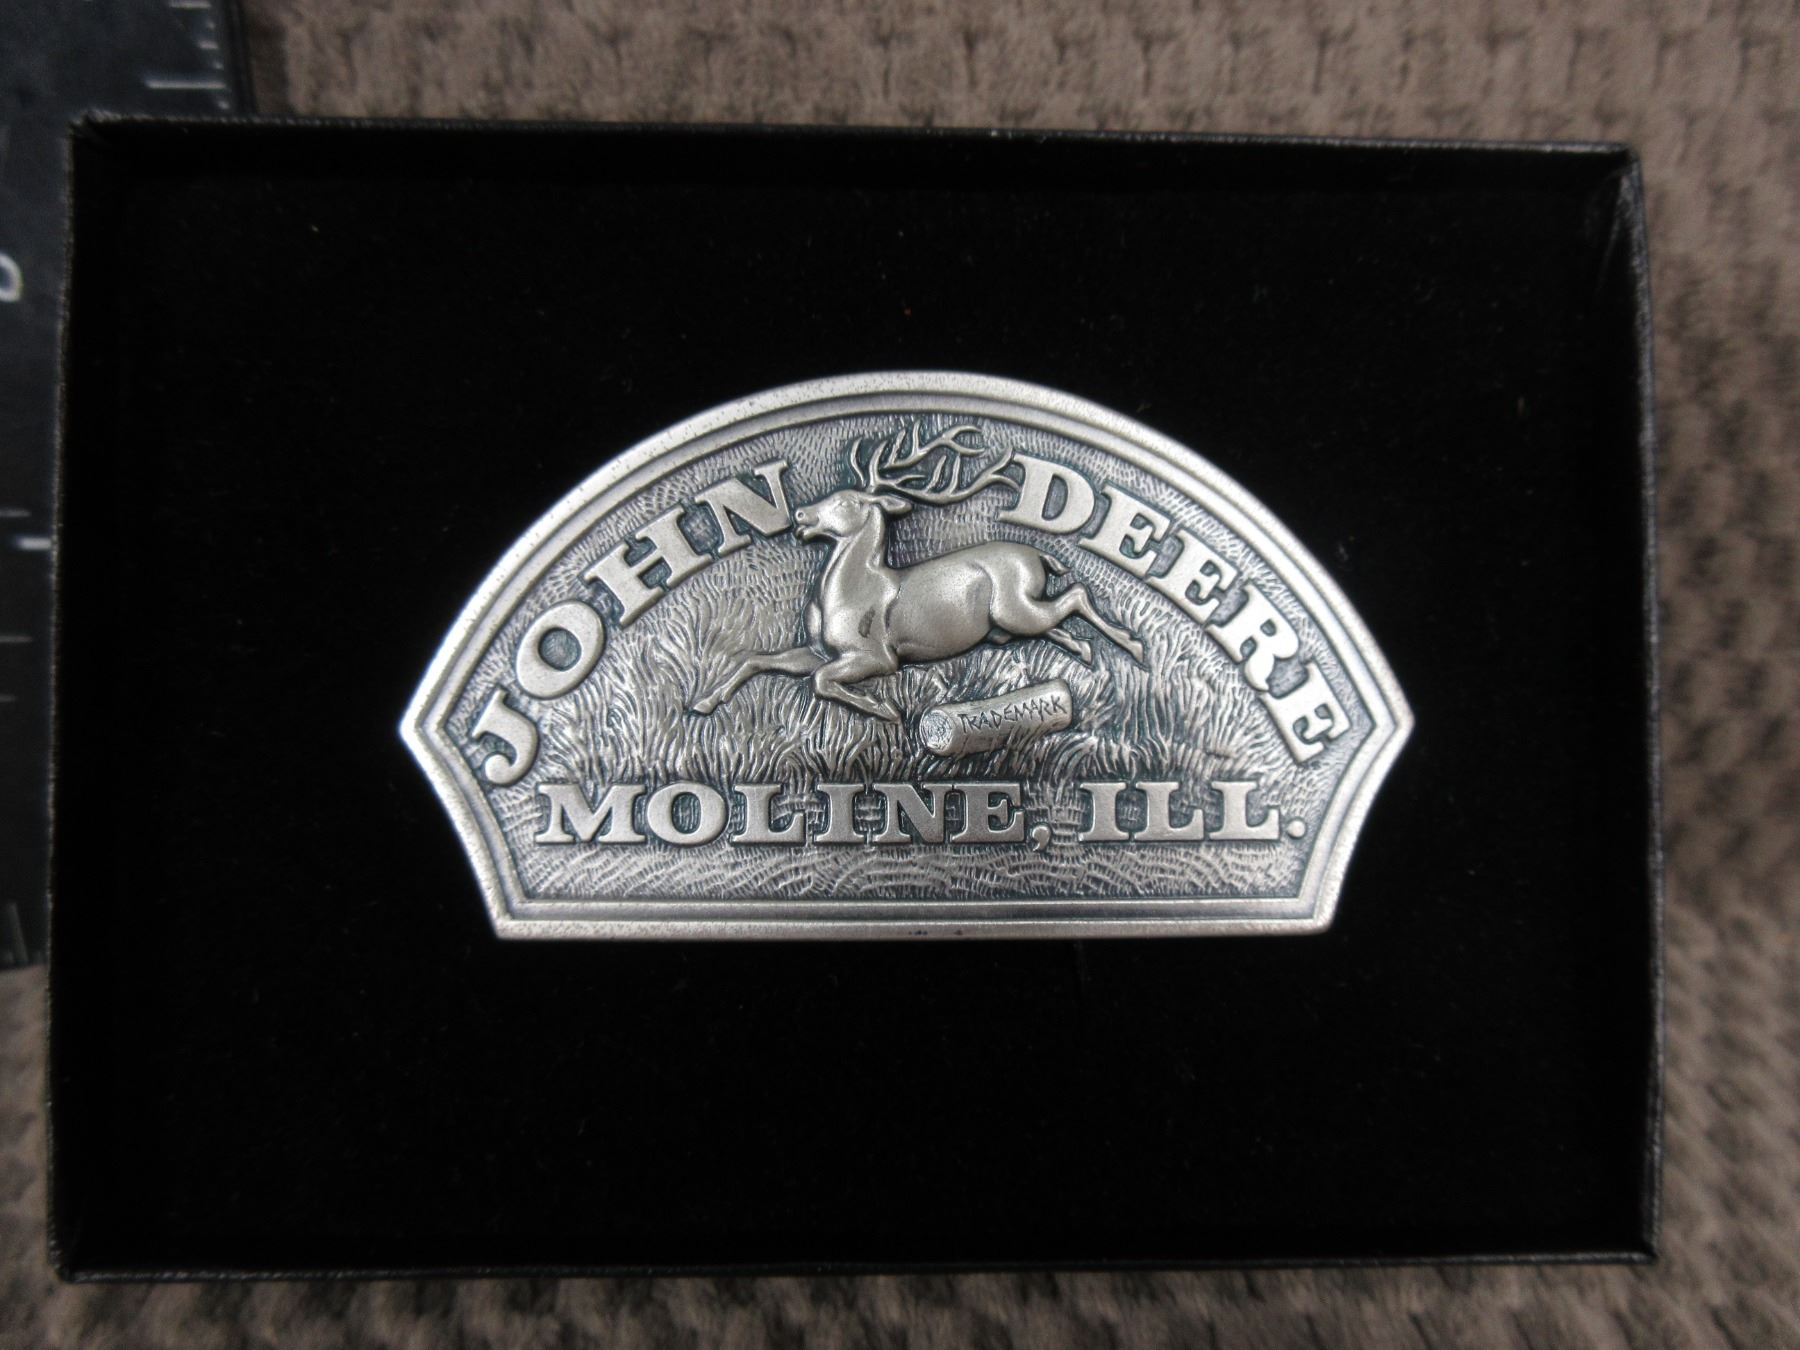 JOHN DEERE
TRADEMARK
MOLINE, ILL.